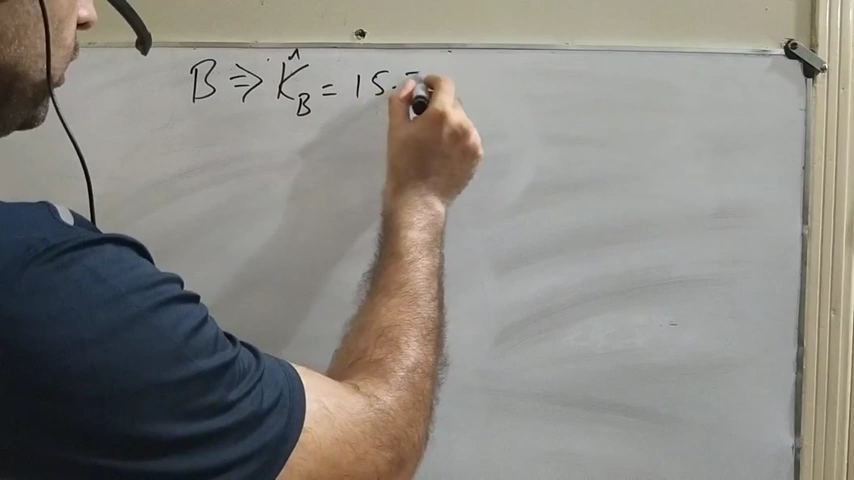 B ⇒ K̂_B = 15.